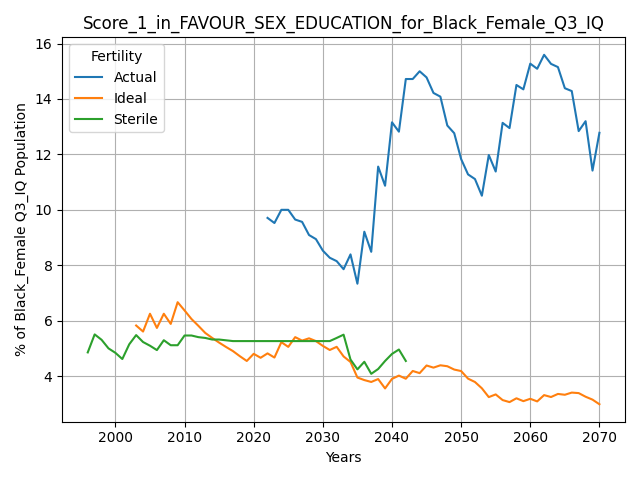 Score_1_in_FAVOUR_SEX_EDUCATION_for_Black_Female_Q3_IQ
% of Black_Female Q3_IQ Population
16
14
12
10
8
6
4
Fertility
Actual
Ideal
Sterile
2000 2010 2020 2030 2040 2050 2060 2070
Years